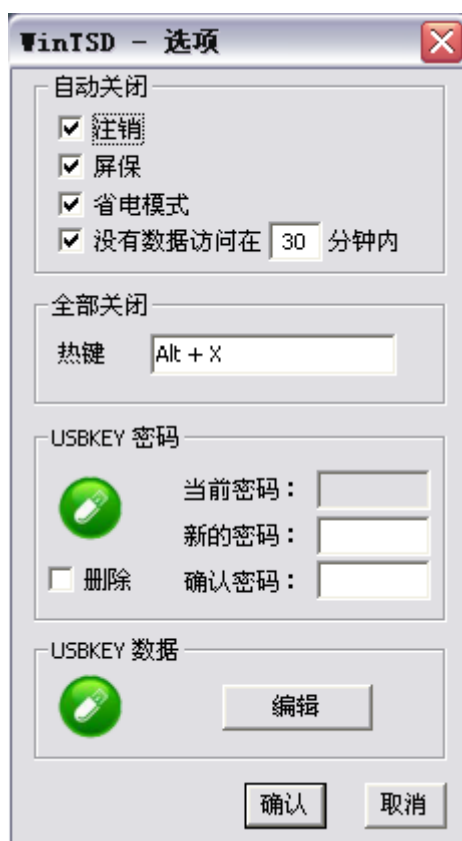 WinTSD - 选项
自动关闭
注销
屏保
省电模式
没有数据访问在 30 分钟内
全部关闭
热键 Alt + X
USBKEY 密码
当前密码：
新的密码：
删除 确认密码：
USBKEY 数据
编辑
确认 取消